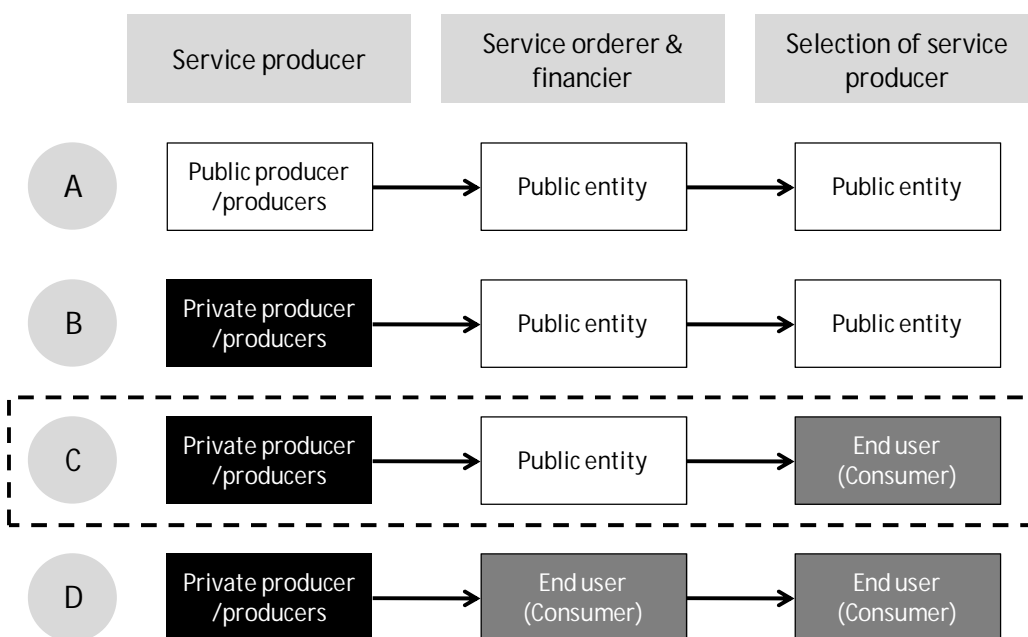 Service producer
Service orderer &
financier
Selection of service
producer
A
Public producer
/producers
Public entity
Public entity
B
Private producer
/producers
Public entity
Public entity
C
Private producer
/producers
Public entity
End user
(Consumer)
D
Private producer
/producers
End user
(Consumer)
End user
(Consumer)